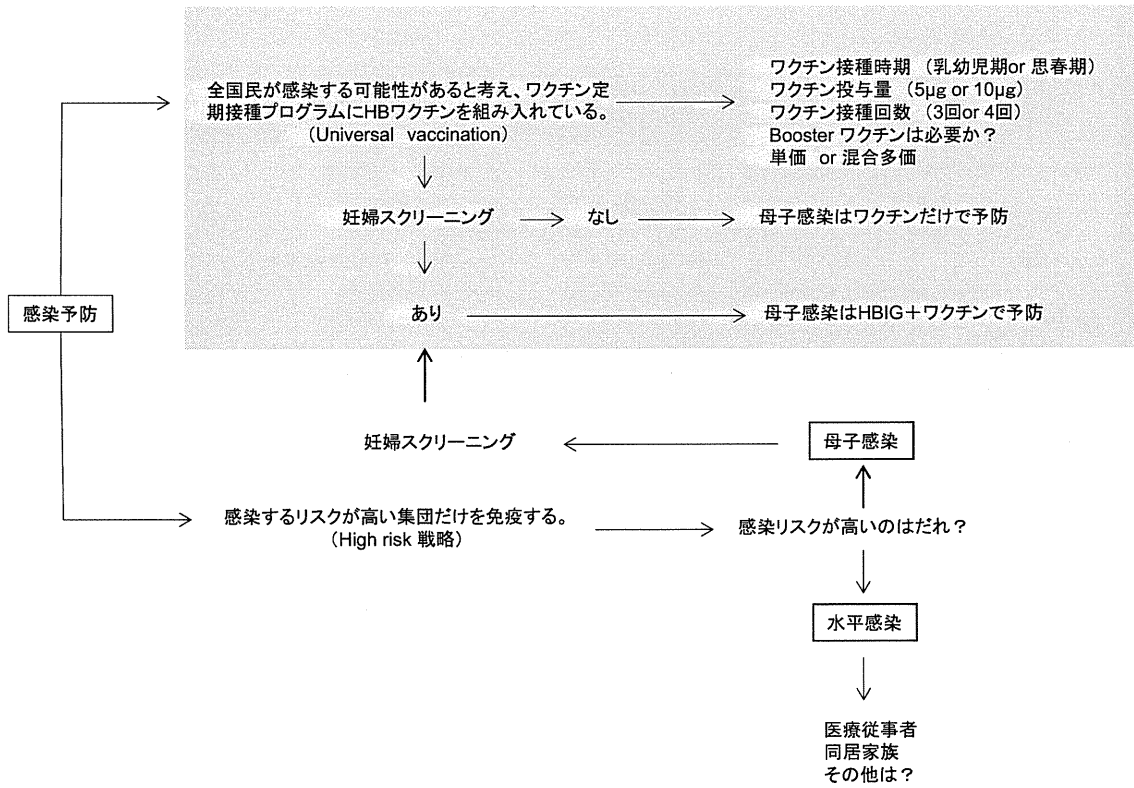 全国民が感染する可能性があると考え、ワクチン定
期接種プログラムにHBワクチンを組み入れている。
（Universal vaccination）
ワクチン接種時期 （乳幼児期or 思春期）
ワクチン投与量 （5μg or 10μg）
ワクチン接種回数 （3回or 4回）
Booster ワクチンは必要か？
単価 or 混合多価
妊婦スクリーニング
なし
母子感染はワクチンだけで予防
感染予防
あり
母子感染はHBIG＋ワクチンで予防
妊婦スクリーニング
母子感染
感染するリスクが高い集団だけを免疫する。
（High risk 戦略）
感染リスクが高いのはだれ？
水平感染
医療従事者
同居家族
その他は？